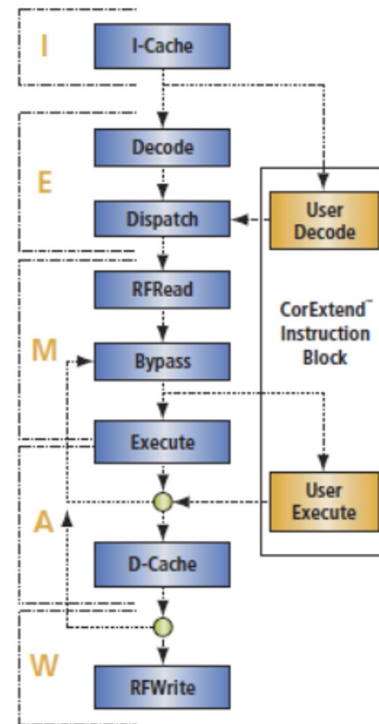 I
I-Cache
Decode
E
User
Decode
Dispatch
RFRead
CorExtend™
Instruction
Block
M
Bypass
Execute
User
Execute
A
D-Cache
W
RFWrite